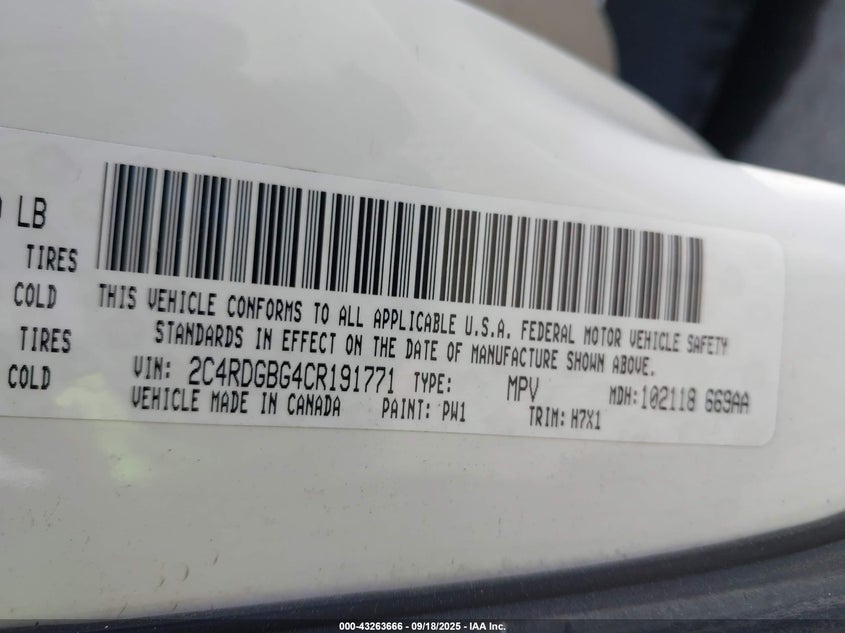 LB
TIRES
COLD
TIRES
COLD
THIS VEHICLE CONFORMS TO ALL APPLICABLE U.S.A. FEDERAL MOTOR VEHICLE SAFETY
STANDARDS IN EFFECT ON THE DATE OF MANUFACTURE SHOWN ABOVE.
VIN: 2C4RDGBG4CR191771 TYPE: MPV MDH: 102118 669AA
VEHICLE MADE IN CANADA PAINT: PW1 TRIM: H7X1
000-43263666 - 09/18/2025 - IAA Inc.